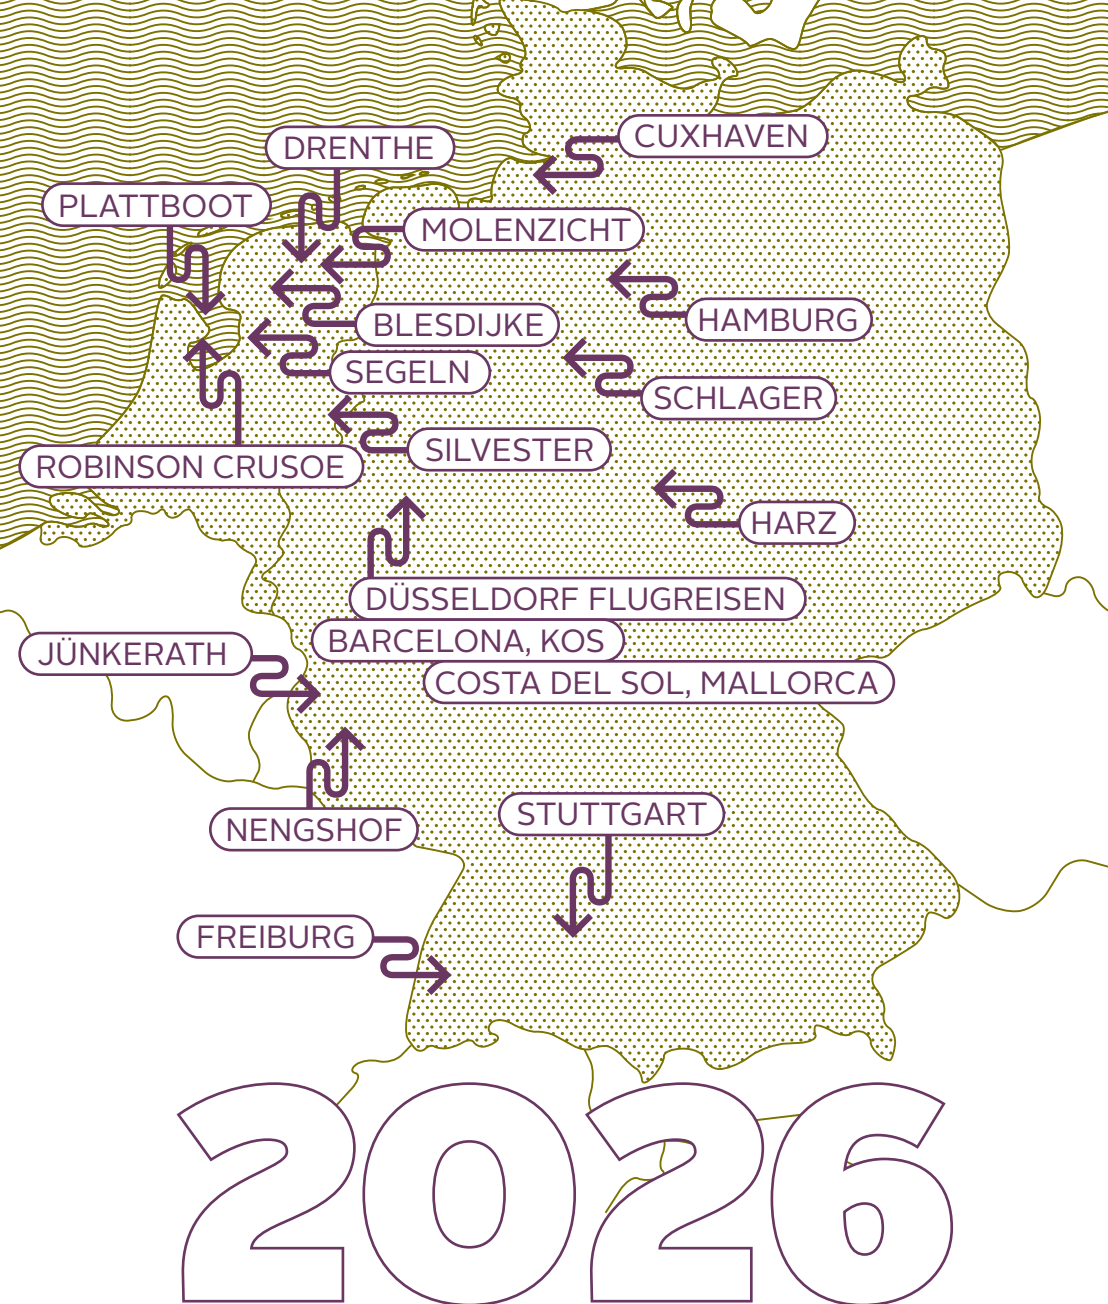 CUXHAVEN
DRENTHE
PLATTBOOT
MOLENZICHT
HAMBURG
BLESDIJKE
SEGELN
SCHLAGER
SILVESTER
ROBINSON CRUSOE
HARZ
DÜSSELDORF FLUGREISEN
BARCELONA, KOS
JÜNKERATH
COSTA DEL SOL, MALLORCA
STUTTGART
NENGSHOF
FREIBURG
2026